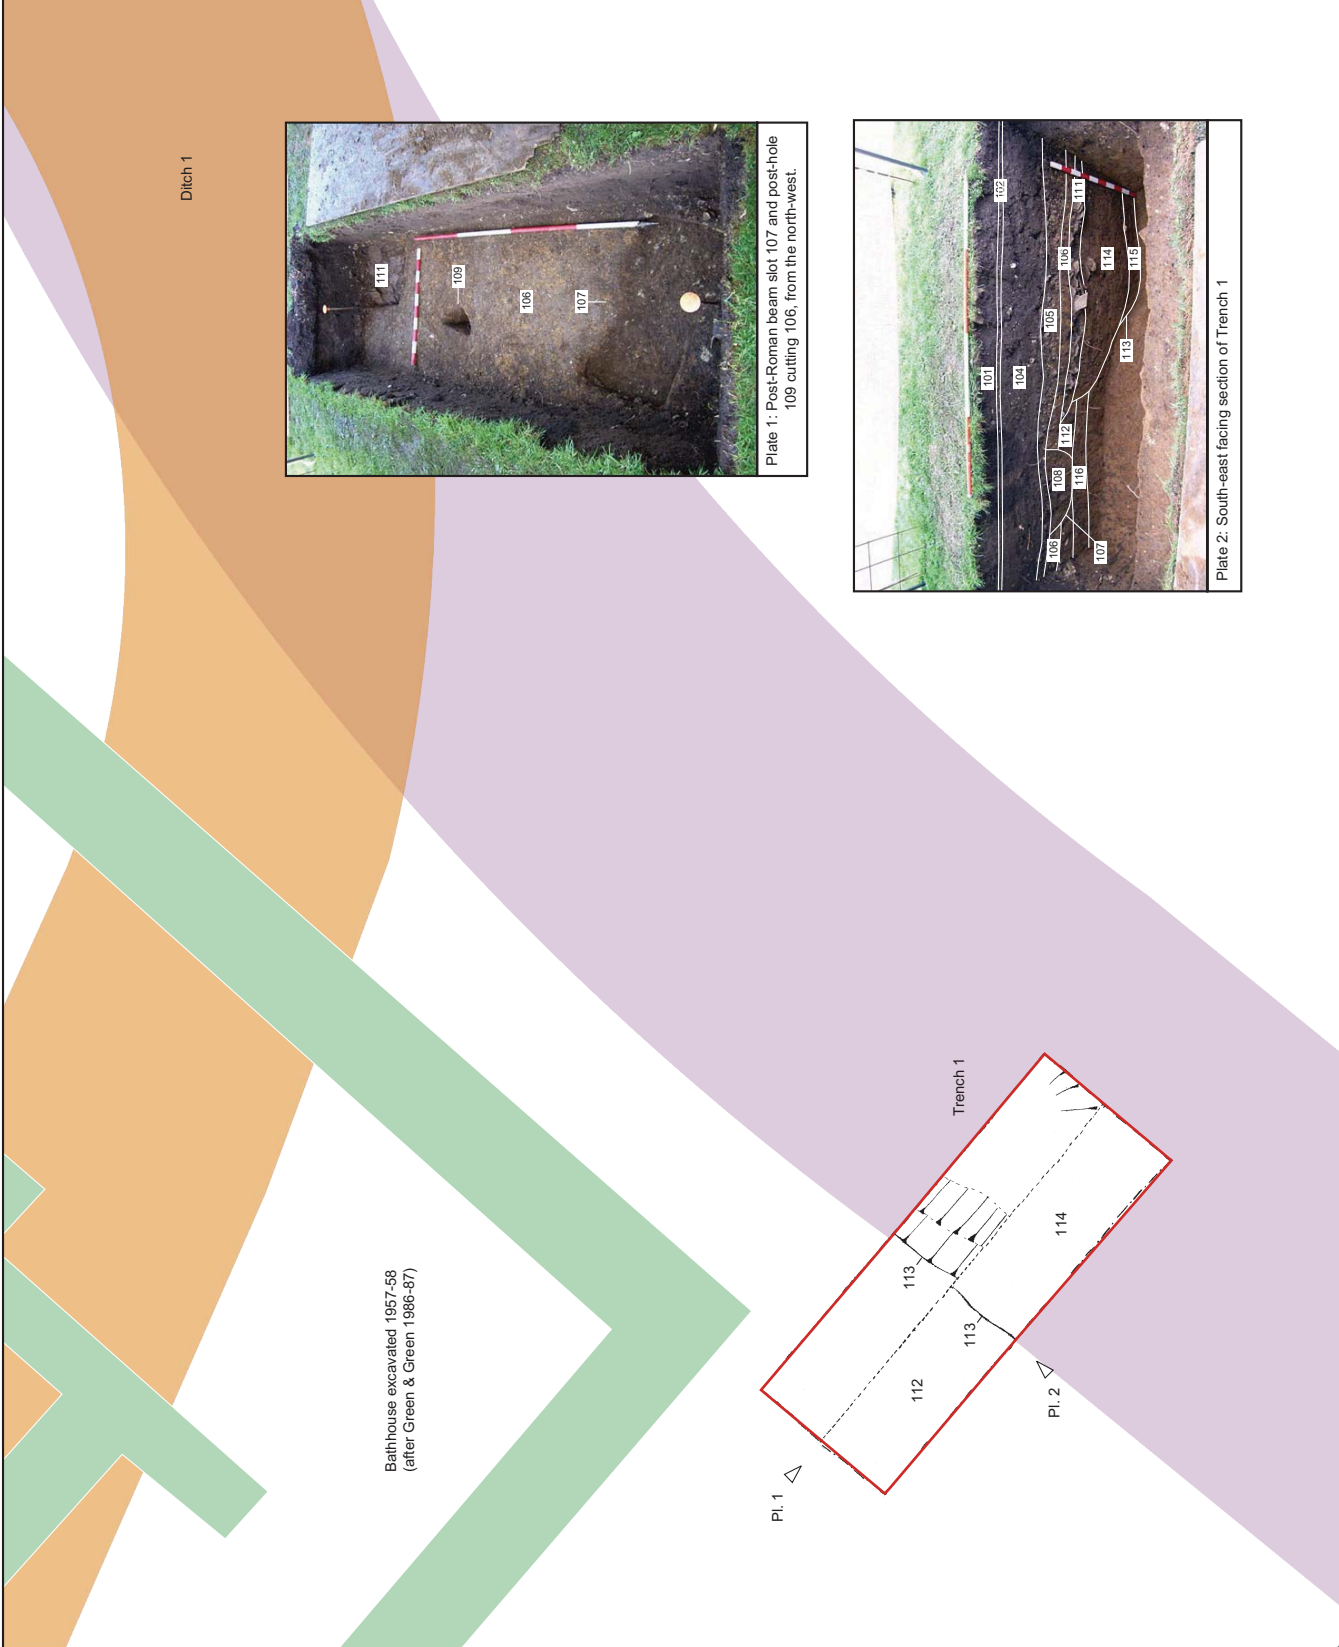 Ditch 1
111
109
106
107
Plate 1: Post-Roman beam slot 107 and post-hole
109 cutting 106, from the north-west.
101
102
104
105
106
111
112
108
116
114
115
113
106
107
Plate 2: South-east facing section of Trench 1
Bathhouse excavated 1957-58
(after Green & Green 1986-87)
Trench 1
113
113
112
114
Pl. 1
Pl. 2